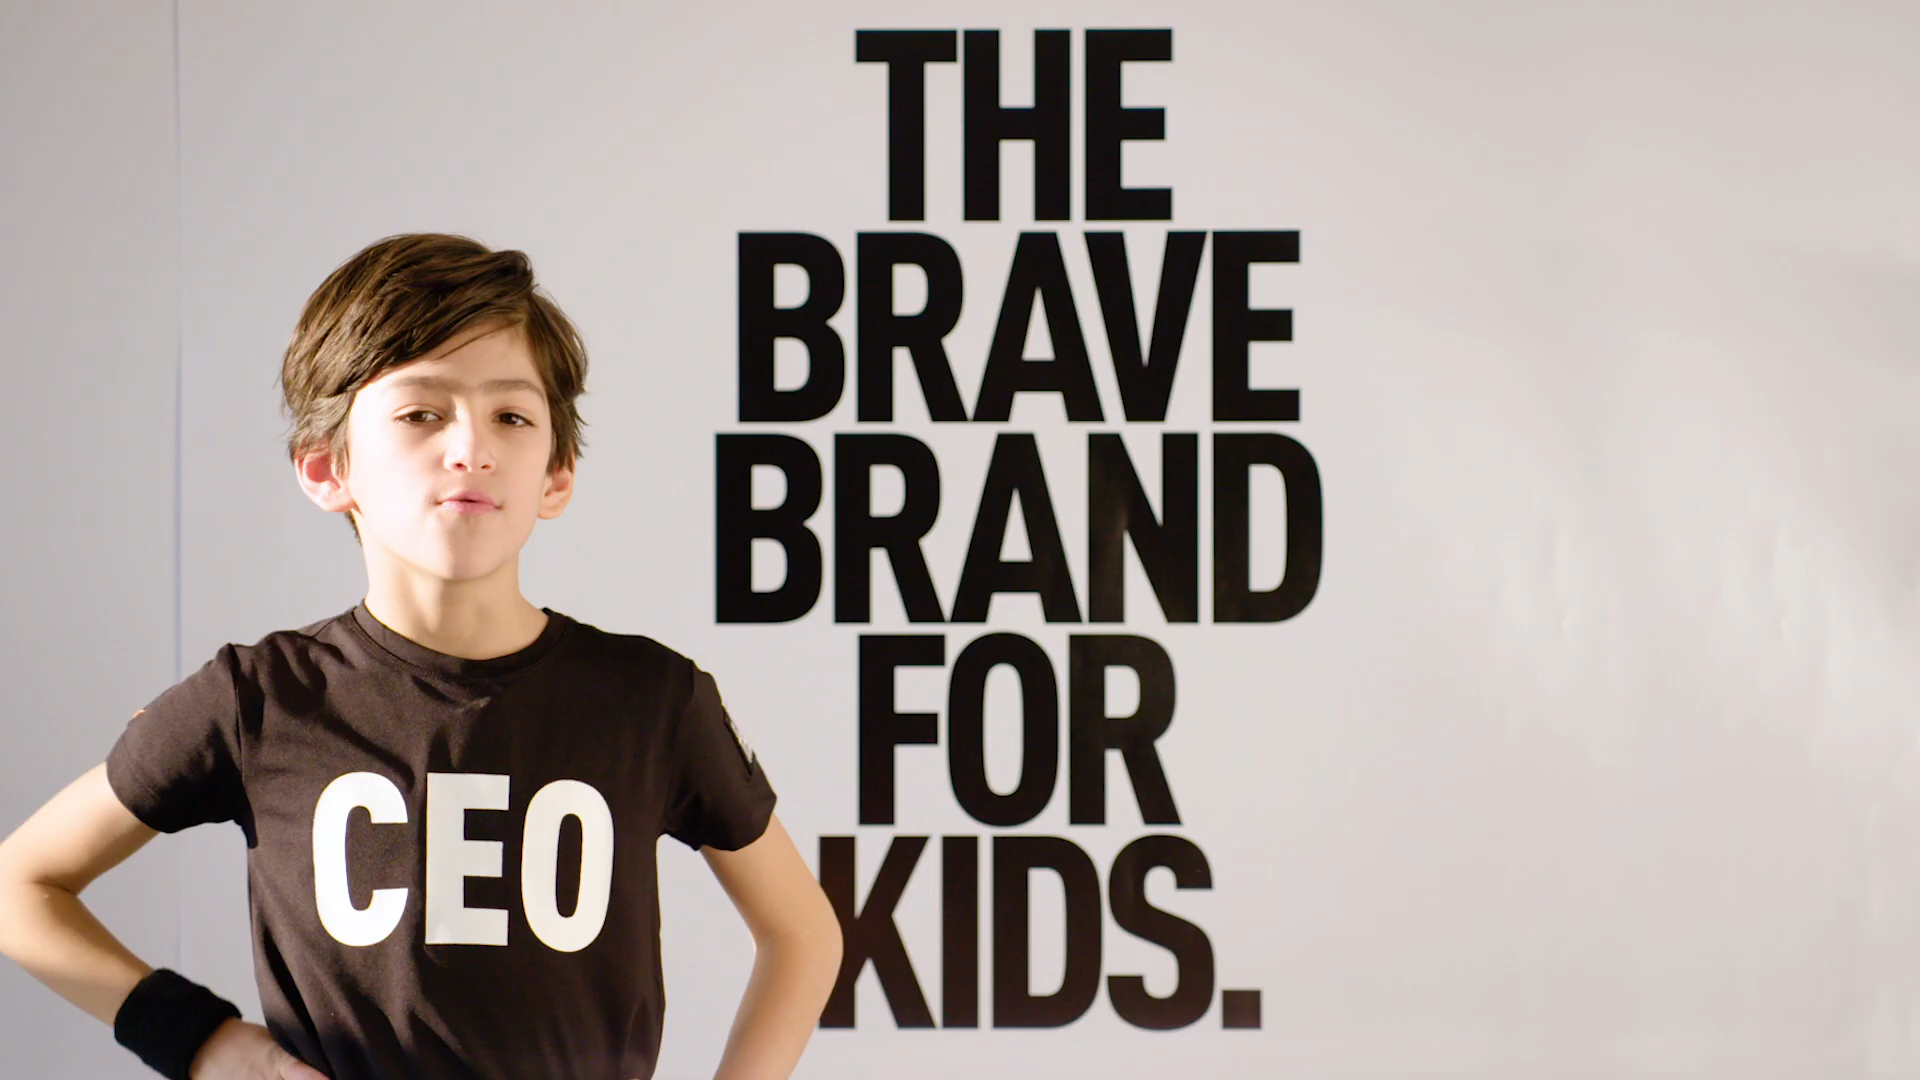 THE
BRAVE
BRAND
FOR
KIDS.
CEO